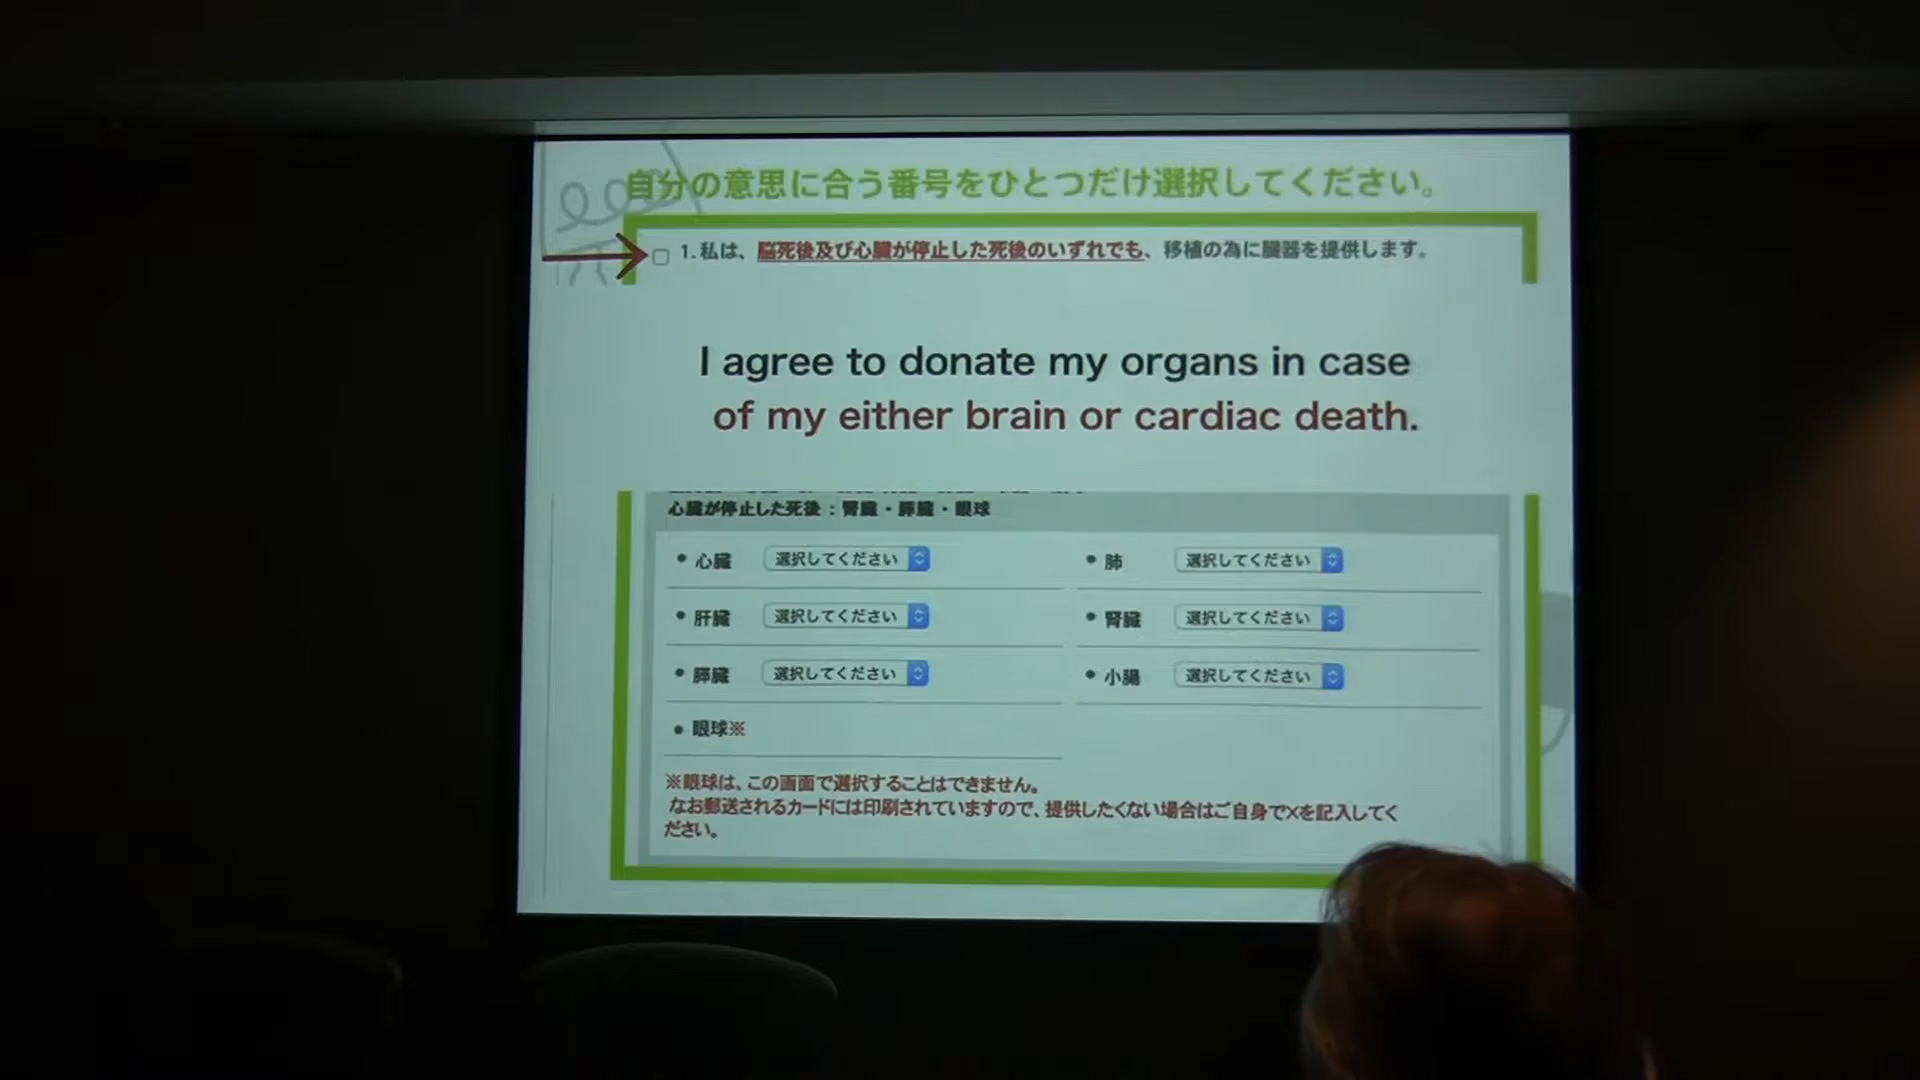 自分の意思に合う番号をひとつだけ選択してください。
1. 私は、脳死後及び心臓が停止した死後のいずれでも、移植の為に臓器を提供します。
I agree to donate my organs in case
of my either brain or cardiac death.
心臓が停止した死後：腎臓・膵臓・眼球
• 心臓 選択してください • 肺 選択してください
• 肝臓 選択してください • 腎臓 選択してください
• 膵臓 選択してください • 小腸 選択してください
• 眼球※
※眼球は、この画面で選択することはできません。
なお郵送されるカードには印刷されていますので、提供したくない場合はご自身で×を記入してく
ださい。